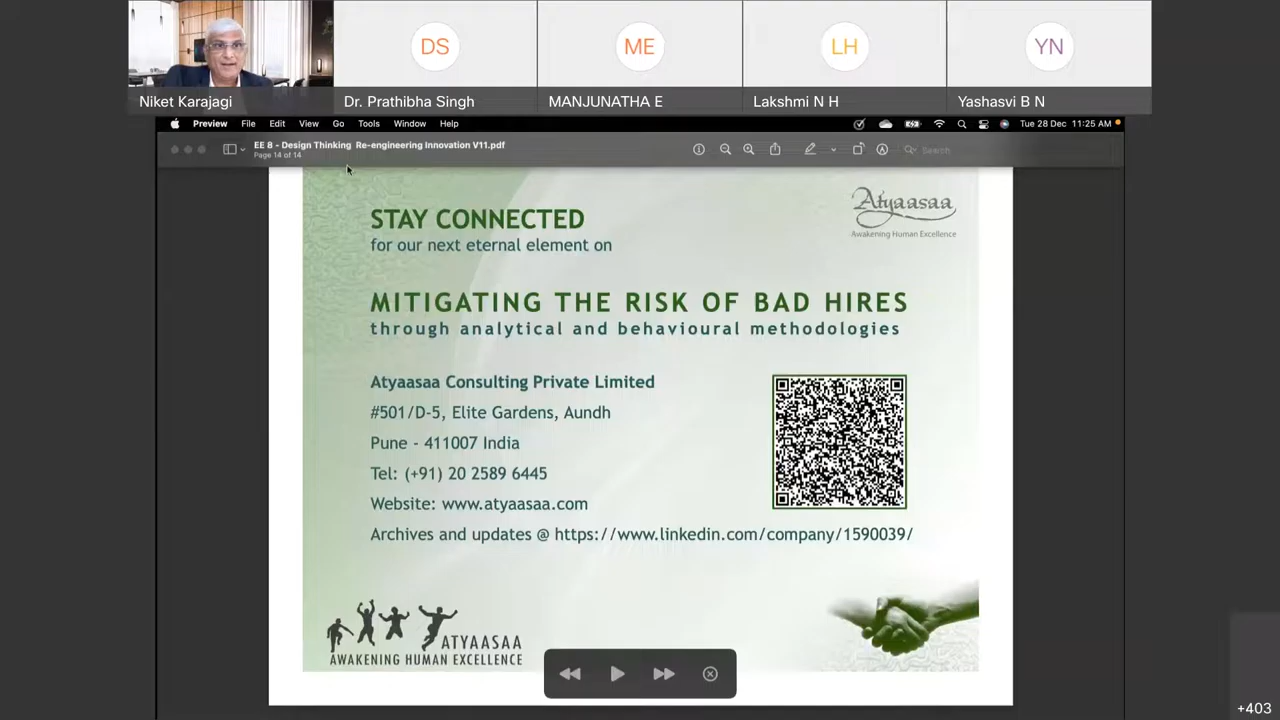 DS
ME
LH
YN
Niket Karajagi
Dr. Prathibha Singh
MANJUNATHA E
Lakshmi N H
Yashasvi B N
Preview File Edit View Go Tools Window Help
Tue 28 Dec 11:25 AM
EE 8 - Design Thinking Re-engineering Innovation V11.pdf
Page 14 of 14
Search
Atyaasaa
Awakening Human Excellence
STAY CONNECTED
for our next eternal element on
MITIGATING THE RISK OF BAD HIRES
through analytical and behavioural methodologies
Atyaasaa Consulting Private Limited
#501/D-5, Elite Gardens, Aundh
Pune - 411007 India
Tel: (+91) 20 2589 6445
Website: www.atyaasaa.com
Archives and updates @ https://www.linkedin.com/company/1590039/
ATYAASAA
AWAKENING HUMAN EXCELLENCE
+403